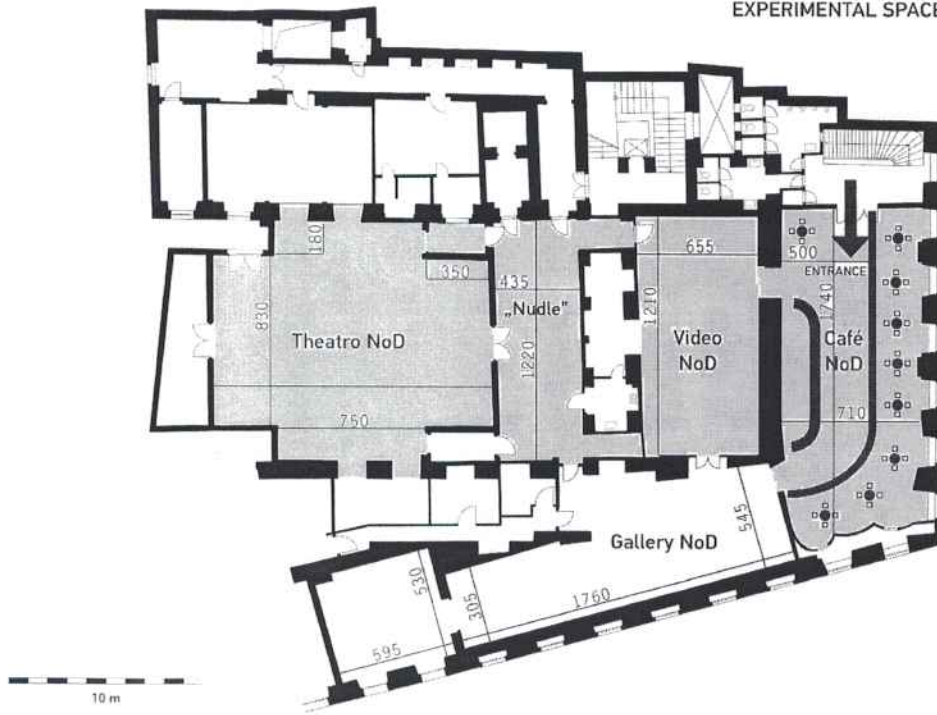 EXPERIMENTAL SPACE
180
350
435
655
500
ENTRANCE
830
Theatro NoD
„Nudle"
1220
1210
Video
NoD
1740
Café
NoD
750
710
Gallery NoD
545
530
305
1760
595
10 m